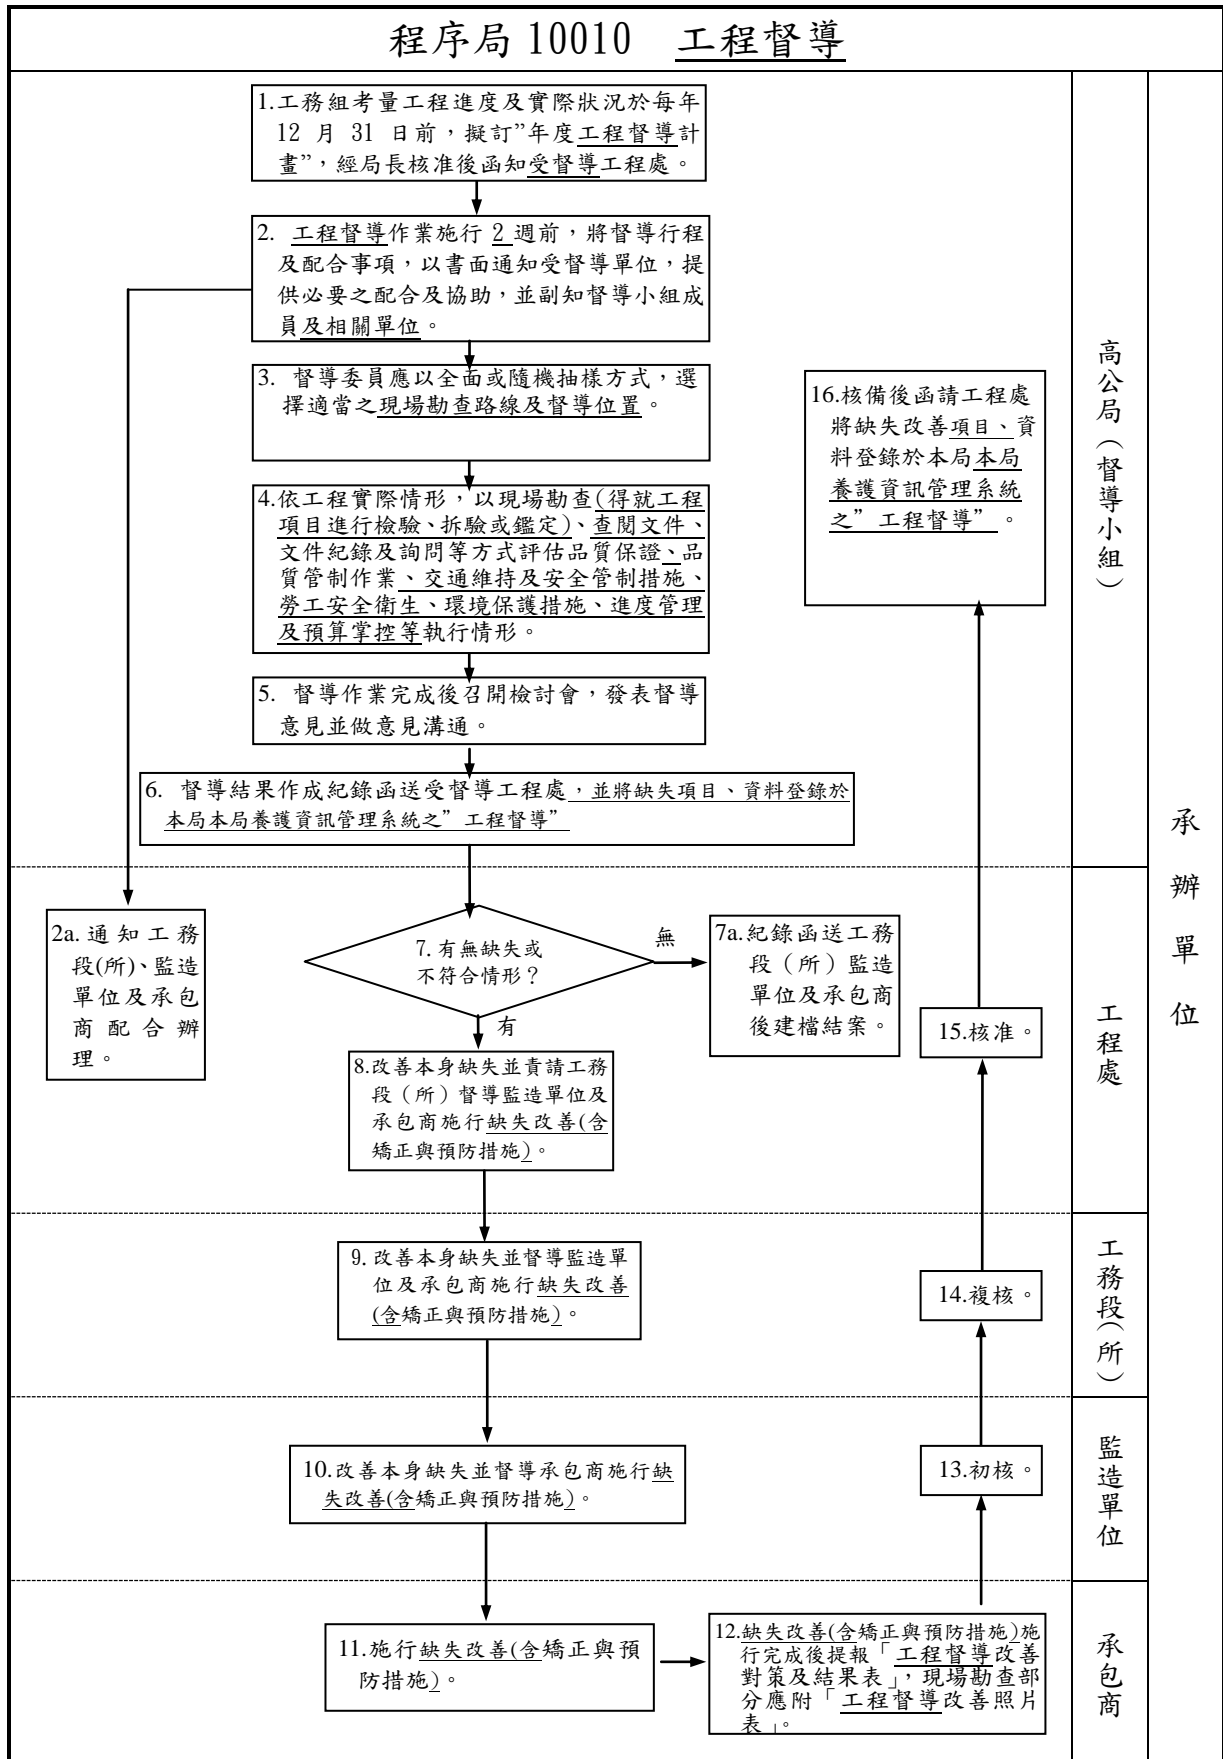 程序局 10010　工程督導
1.工務組考量工程進度及實際狀況於每年
12 月 31 日前，擬訂”年度工程督導計
畫”，經局長核准後函知受督導工程處。
2. 工程督導作業施行 2 週前，將督導行程
及配合事項，以書面通知受督導單位，提
供必要之配合及協助，並副知督導小組成
員及相關單位。
3. 督導委員應以全面或隨機抽樣方式，選
擇適當之現場勘查路線及督導位置。
4.依工程實際情形，以現場勘查(得就工程
項目進行檢驗、拆驗或鑑定)、查閱文件、
文件紀錄及詢問等方式評估品質保證、品
質管制作業、交通維持及安全管制措施、
勞工安全衛生、環境保護措施、進度管理
及預算掌控等執行情形。
5. 督導作業完成後召開檢討會，發表督導
意見並做意見溝通。
6. 督導結果作成紀錄函送受督導工程處，並將缺失項目、資料登錄於
本局本局養護資訊管理系統之”工程督導”
16.核備後函請工程處
將缺失改善項目、資
料登錄於本局本局
養護資訊管理系統
之”工程督導”。
高公局（督導小組）
承辦單位
2a.通知工務
段(所)、監造
單位及承包
商配合辦
理。
7.有無缺失或
不符合情形？
無
有
7a.紀錄函送工務
段（所）監造
單位及承包商
後建檔結案。
8.改善本身缺失並責請工務
段（所）督導監造單位及
承包商施行缺失改善(含
矯正與預防措施)。
15.核准。
工程處
9.改善本身缺失並督導監造單
位及承包商施行缺失改善
(含矯正與預防措施)。
14.複核。
工務段（所）
10.改善本身缺失並督導承包商施行缺
失改善(含矯正與預防措施)。
13.初核。
監造單位
11.施行缺失改善(含矯正與預
防措施)。
12.缺失改善(含矯正與預防措施)施
行完成後提報「工程督導改善
對策及結果表」，現場勘查部
分應附「工程督導改善照片
表」。
承包商